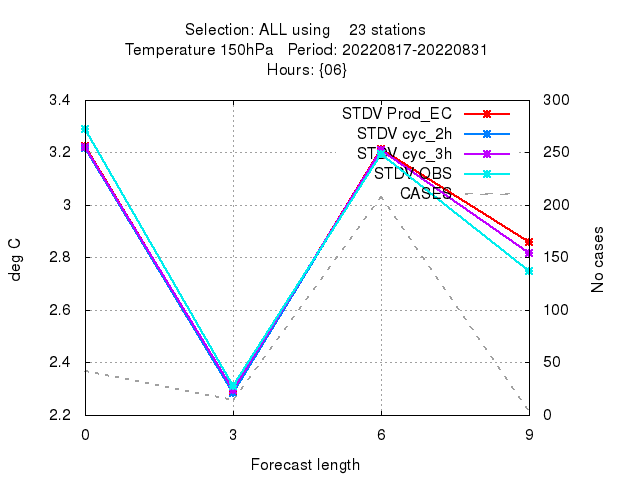 Selection: ALL using 23 stations
Temperature 150hPa Period: 20220817-20220831
Hours: {06}
3.4
3.2
3
2.8
2.6
2.4
2.2
deg C
300
250
200
150
100
50
0
No cases
STDV Prod_EC
STDV cyc_2h
STDV cyc_3h
STDV OBS
CASES
0 3 6 9
Forecast length